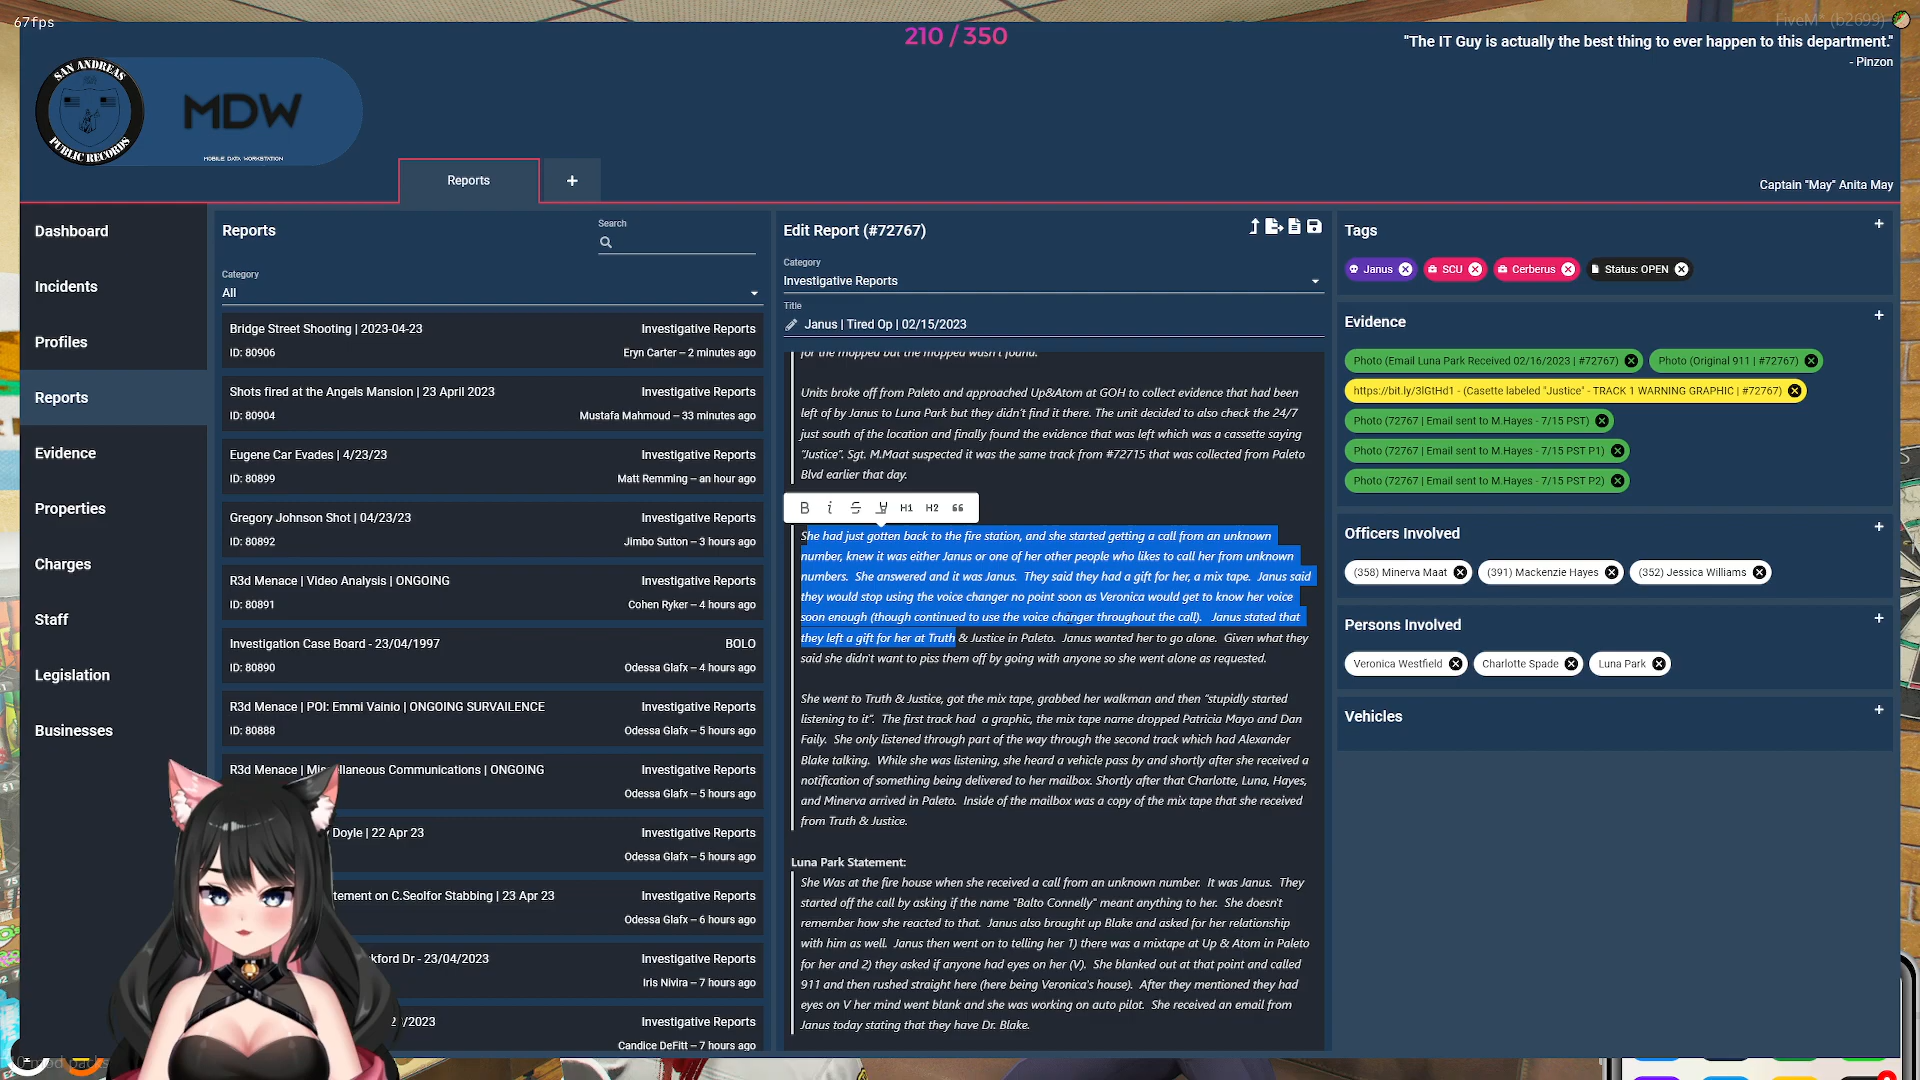 67fps
210 / 350
FiveM* (b2699)
"The IT Guy is actually the best thing to ever happen to this department."
- Pinzon
SAN ANDREAS
PUBLIC RECORDS
MDW
MOBILE DATA WORKSTATION
Reports
+
Captain "May" Anita May
Dashboard
Incidents
Profiles
Reports
Evidence
Properties
Charges
Staff
Legislation
Businesses
Reports
Search
Category
All
Bridge Street Shooting | 2023-04-23
Investigative Reports
ID: 80906
Eryn Carter – 2 minutes ago
Shots fired at the Angels Mansion | 23 April 2023
Investigative Reports
ID: 80904
Mustafa Mahmoud – 33 minutes ago
Eugene Car Evades | 4/23/23
Investigative Reports
ID: 80899
Matt Remming – an hour ago
Gregory Johnson Shot | 04/23/23
Investigative Reports
ID: 80892
Jimbo Sutton – 3 hours ago
R3d Menace | Video Analysis | ONGOING
Investigative Reports
ID: 80891
Cohen Ryker – 4 hours ago
Investigation Case Board - 23/04/1997
BOLO
ID: 80890
Odessa Glafx – 4 hours ago
R3d Menace | POI: Emmi Vainio | ONGOING SURVAILENCE
Investigative Reports
ID: 80888
Odessa Glafx – 5 hours ago
Investigative Reports
R3d Menace | Miscellaneous Communications | ONGOING
Odessa Glafx – 5 hours ago
Doyle | 22 Apr 23
Investigative Reports
Odessa Glafx – 5 hours ago
tement on C.Seolfor Stabbing | 23 Apr 23
Investigative Reports
Odessa Glafx – 6 hours ago
kford Dr - 23/04/2023
Investigative Reports
Iris Nivira – 7 hours ago
/2023
Investigative Reports
Candice DeFitt – 7 hours ago
Edit Report (#72767)
Category
Investigative Reports
Title
Janus | Tired Op | 02/15/2023
for the mopped but the mopped wasn't found.
Units broke off from Paleto and approached Up&Atom at GOH to collect evidence that had been
left of by Janus to Luna Park but they didn't find it there. The unit decided to also check the 24/7
just south of the location and finally found the evidence that was left which was a cassette saying
"Justice". Sgt. M.Maat suspected it was the same track from #72715 that was collected from Paleto
Blvd earlier that day.
B i S H1 H2
She had just gotten back to the fire station, and she started getting a call from an unknown
number, knew it was either Janus or one of her other people who likes to call her from unknown
numbers. She answered and it was Janus. They said they had a gift for her, a mix tape. Janus said
they would stop using the voice changer no point soon as Veronica would get to know her voice
soon enough (though continued to use the voice changer throughout the call). Janus stated that
they left a gift for her at Truth & Justice in Paleto. Janus wanted her to go alone. Given what they
said she didn't want to piss them off by going with anyone so she went alone as requested.
She went to Truth & Justice, got the mix tape, grabbed her walkman and then "stupidly started
listening to it". The first track had a graphic, the mix tape name dropped Patricia Mayo and Dan
Faily. She only listened through part of the way through the second track which had Alexander
Blake talking. While she was listening, she heard a vehicle pass by and shortly after she received a
notification of something being delivered to her mailbox. Shortly after that Charlotte, Luna, Hayes,
and Minerva arrived in Paleto. Inside of the mailbox was a copy of the mix tape that she received
from Truth & Justice.
Luna Park Statement:
She Was at the fire house when she received a call from an unknown number. It was Janus. They
started off the call by asking if the name "Balto Connelly" meant anything to her. She doesn't
remember how she reacted to that. Janus also brought up Blake and asked for her relationship
with him as well. Janus then went on to telling her 1) there was a mixtape at Up & Atom in Paleto
for her and 2) they asked if anyone had eyes on her (V). She blanked out at that point and called
911 and then rushed straight here (here being Veronica's house). After they mentioned they had
eyes on V her mind went blank and she was working on auto pilot. She received an email from
Janus today stating that they have Dr. Blake.
Tags
+
Janus
SCU
Cerberus
Status: OPEN
Evidence
+
Photo (Email Luna Park Received 02/16/2023 | #72767)
Photo (Original 911 | #72767)
https://bit.ly/3lGtHd1 - (Casette labeled "Justice" - TRACK 1 WARNING GRAPHIC | #72767)
Photo (72767 | Email sent to M.Hayes - 7/15 PST)
Photo (72767 | Email sent to M.Hayes - 7/15 PST P1)
Photo (72767 | Email sent to M.Hayes - 7/15 PST P2)
Officers Involved
+
(358) Minerva Maat
(391) Mackenzie Hayes
(352) Jessica Williams
Persons Involved
+
Veronica Westfield
Charlotte Spade
Luna Park
Vehicles
+